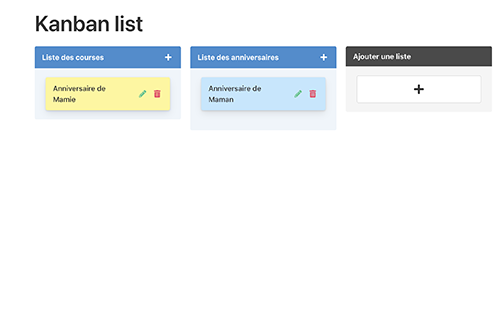 Kanban list
Liste des courses
Anniversaire de
Mamie
Liste des anniversaires
Anniversaire de
Maman
Ajouter une liste